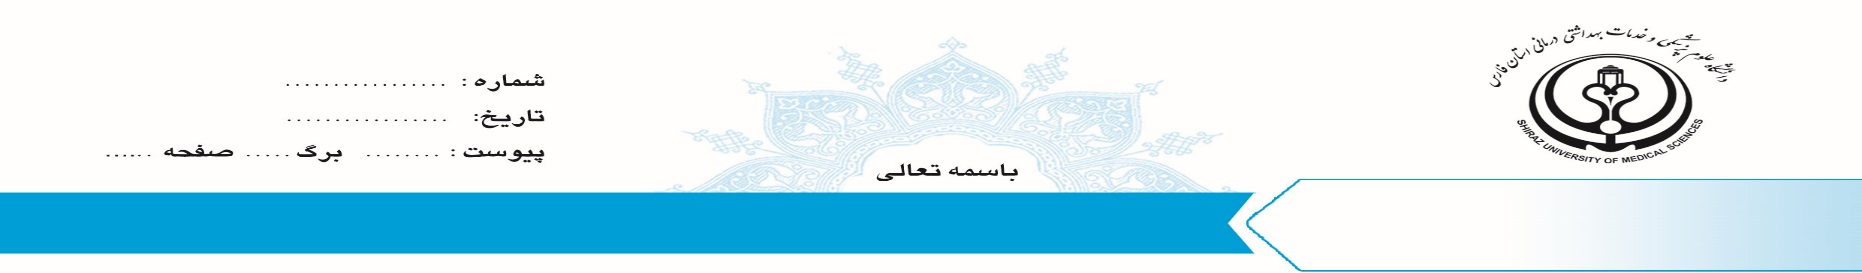 دانشگاه علوم پزشکی و خدمات بهداشتی درمانی استان فارس
SHIRAZ UNIVERSITY OF MEDICAL SCIENCES
باسمه تعالی
شماره : .................
تاریخ: .................
پیوست : ........ برگ ..... صفحه ......